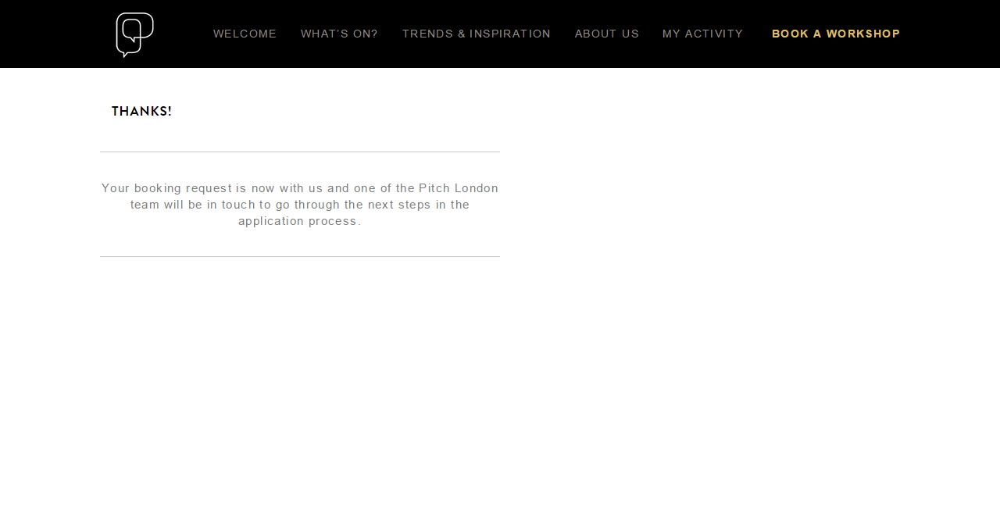 WELCOME WHAT’S ON? TRENDS & INSPIRATION ABOUT US MY ACTIVITY BOOK A WORKSHOP
THANKS!
Your booking request is now with us and one of the Pitch London
team will be in touch to go through the next steps in the
application process.